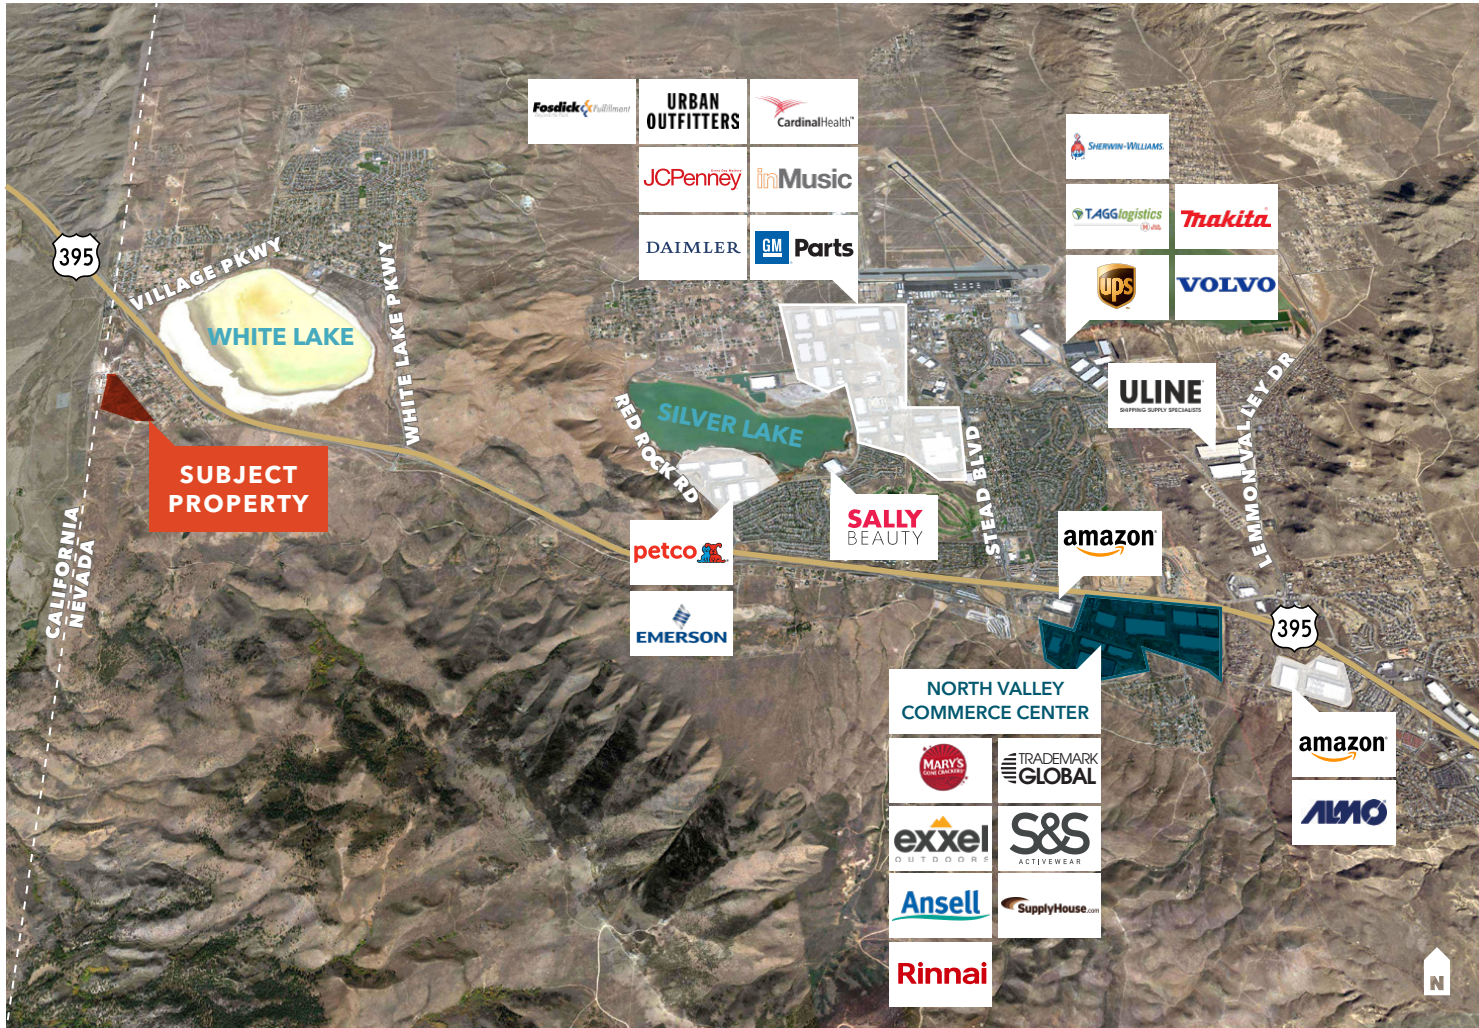 Fosdick Fulfillment
URBAN
OUTFITTERS
CardinalHealth™
JCPenney
inMusic
DAIMLER
GM Parts
SHERWIN-WILLIAMS.
TAGGlogistics
Makita
ups
VOLVO
ULINE
SHIPPING SUPPLY SPECIALISTS
395
VILLAGE PKWY
WHITE LAKE
WHITE LAKE PKWY
SUBJECT
PROPERTY
CALIFORNIA
NEVADA
RED ROCK RD
SILVER LAKE
STEAD BLVD
LEMMON VALLEY DR
petco
EMERSON
SALLY
BEAUTY
amazon
395
NORTH VALLEY
COMMERCE CENTER
MARY'S
GONE CRACKERS
TRADEMARK
GLOBAL
exxel
OUTDOORS
S&S
ACTIVEWEAR
Ansell
SupplyHouse.com
Rinnai
amazon
ALMO
N